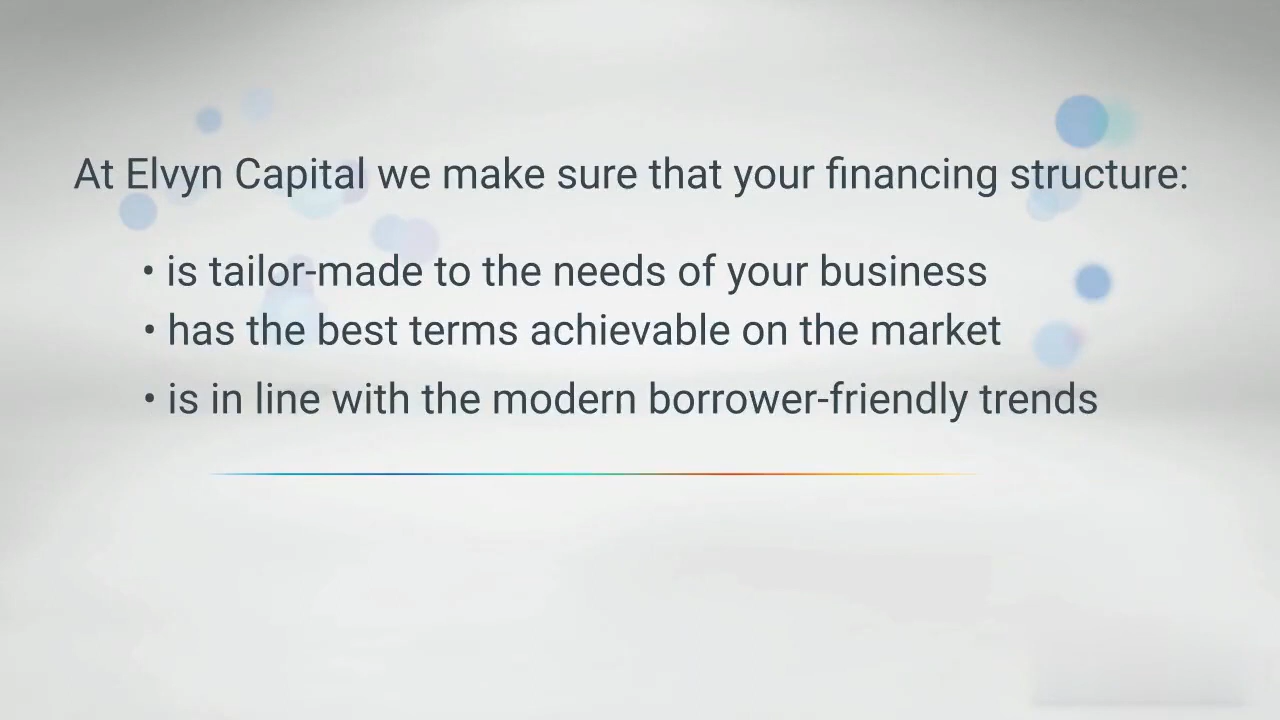 At Elvyn Capital we make sure that your financing structure:
• is tailor-made to the needs of your business
• has the best terms achievable on the market
• is in line with the modern borrower-friendly trends